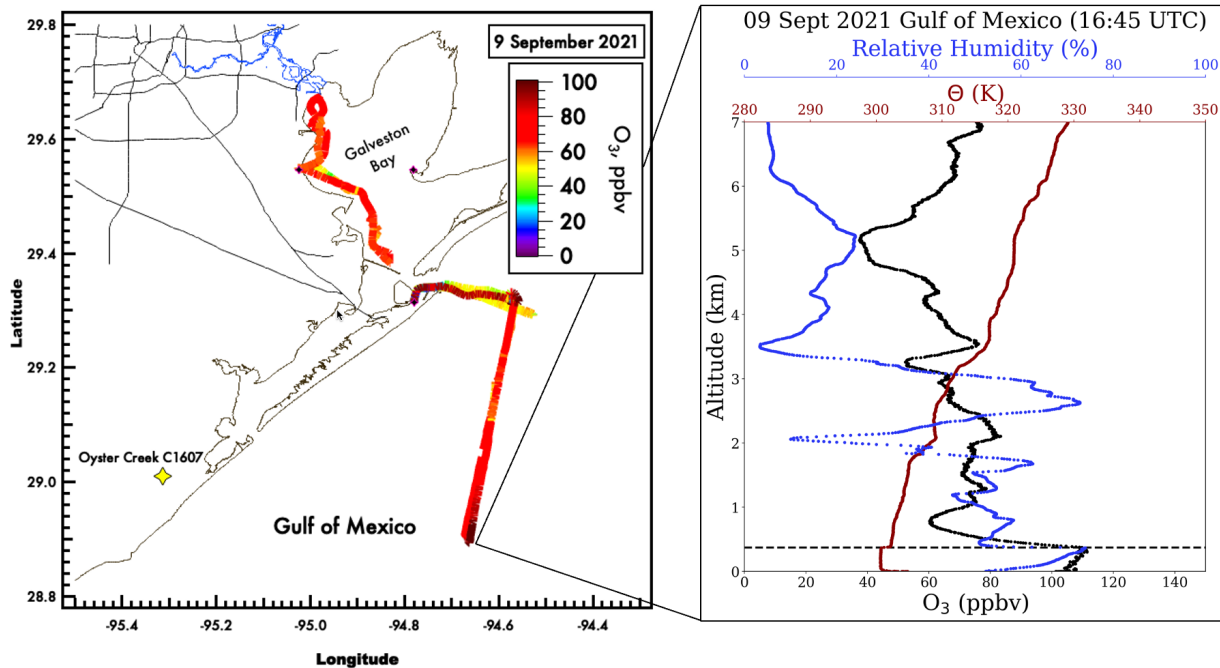 29.8
29.6
29.4
29.2
29.0
28.8
Latitude
-95.4
-95.2
-95.0
-94.8
-94.6
-94.4
Longitude
9 September 2021
100
80
60
40
20
0
O₃, ppbv
Galveston
Bay
Oyster Creek C1607
Gulf of Mexico
09 Sept 2021 Gulf of Mexico (16:45 UTC)
Relative Humidity (%)
0 20 40 60 80 100
Θ (K)
280 290 300 310 320 330 340 350
7
6
5
4
3
2
1
0
Altitude (km)
0 20 40 60 80 100 120 140
O₃ (ppbv)